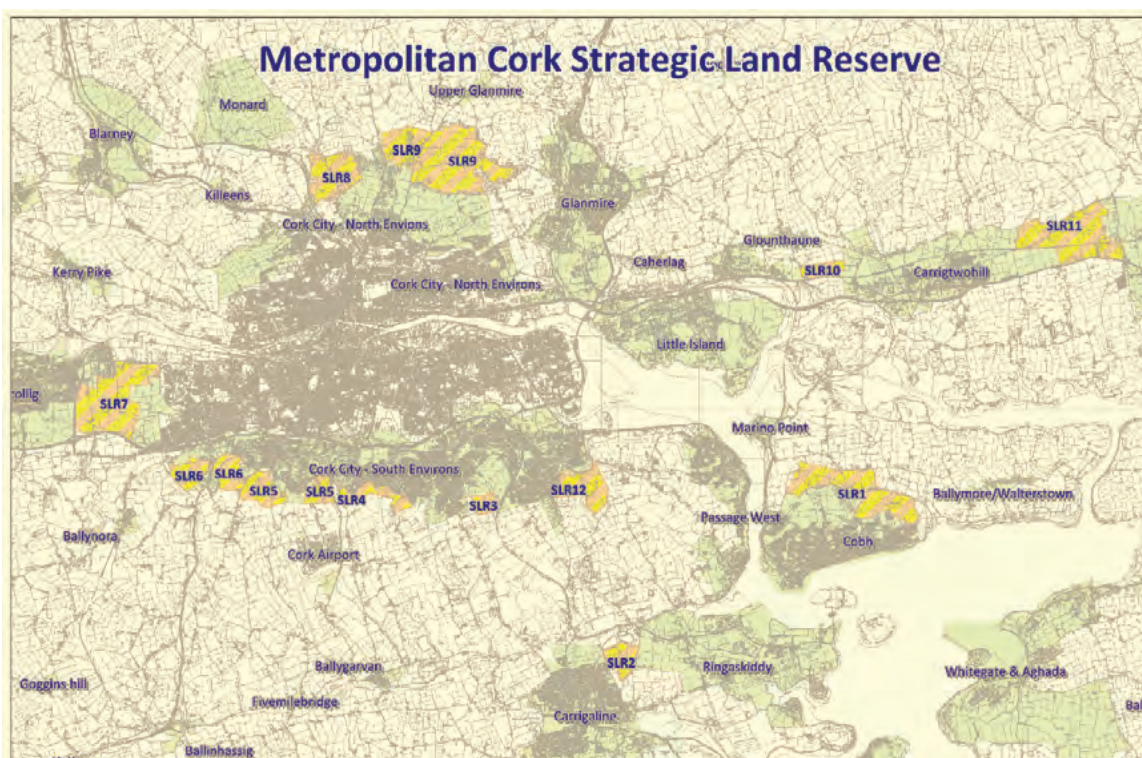 Metropolitan Cork Strategic Land Reserve
Upper Glanmire
Monard
Blarney
SLR9
SLR9
SLR8
Killeens
Glanmire
Cork City - North Envions
SLR11
Glounthaune
Kerry Pike
Caherlag
SLR10
Carrigtwohill
Cork City - North Environs
Little Island
ollig
SLR7
Marino Point
Cork City - South Environs
SLR6
SLR6
SLR5
SLR5
SLR4
SLR3
SLR12
SLR1
Ballymore/Walterstown
Passage West
Ballynora
Cork Airport
Cobh
SLR2
Ballygarvan
Ringaskiddy
Whitegate & Aghada
Goggins hill
Fivemilebridge
Carrigaline
Bal
Ballinhassig